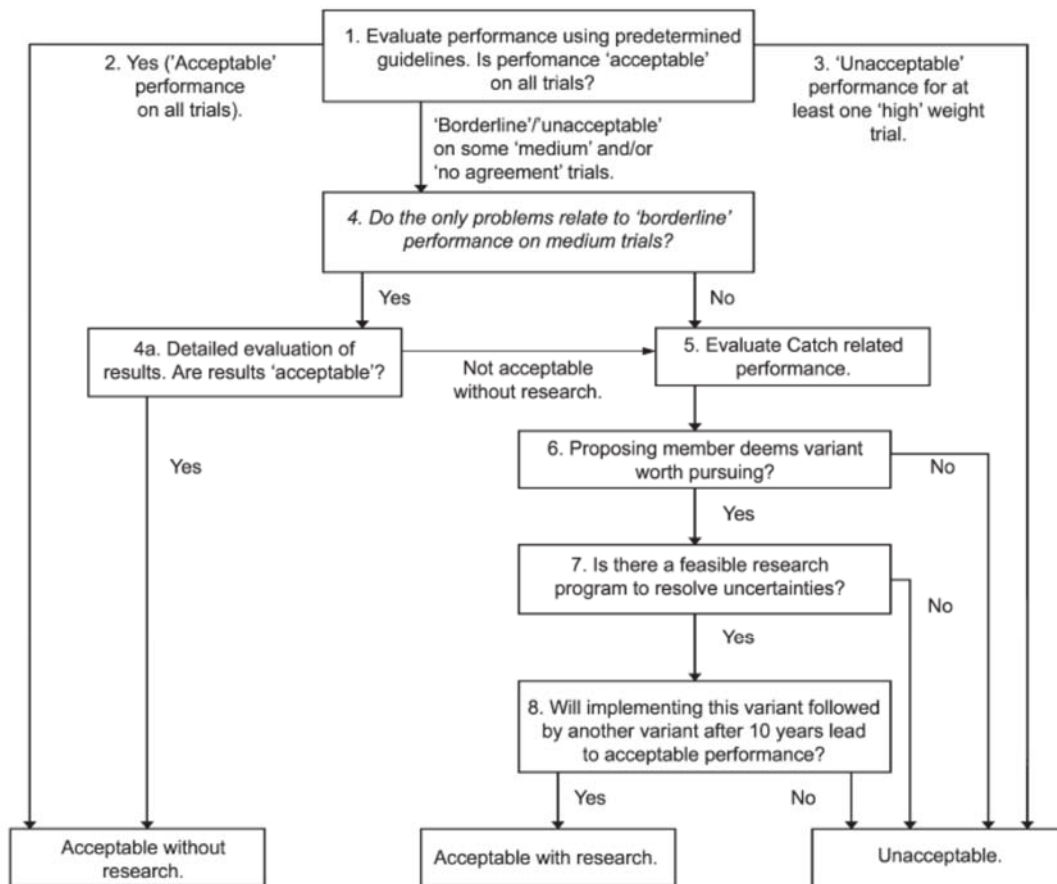 1. Evaluate performance using predetermined
guidelines. Is perfomance ‘acceptable’
on all trials?
2. Yes (’Acceptable’
performance
on all trials).
3. ‘Unacceptable’
performance for at
least one ‘high’ weight
trial.
‘Borderline’/’unacceptable’
on some ‘medium’ and/or
‘no agreement’ trials.
4. Do the only problems relate to ‘borderline’
performance on medium trials?
Yes
No
4a. Detailed evaluation of
results. Are results ‘acceptable’?
Not acceptable
without research.
5. Evaluate Catch related
performance.
Yes
6. Proposing member deems variant
worth pursuing?
No
Yes
7. Is there a feasible research
program to resolve uncertainties?
No
Yes
8. Will implementing this variant followed
by another variant after 10 years lead
to acceptable performance?
Yes
No
Acceptable without
research.
Acceptable with research.
Unacceptable.